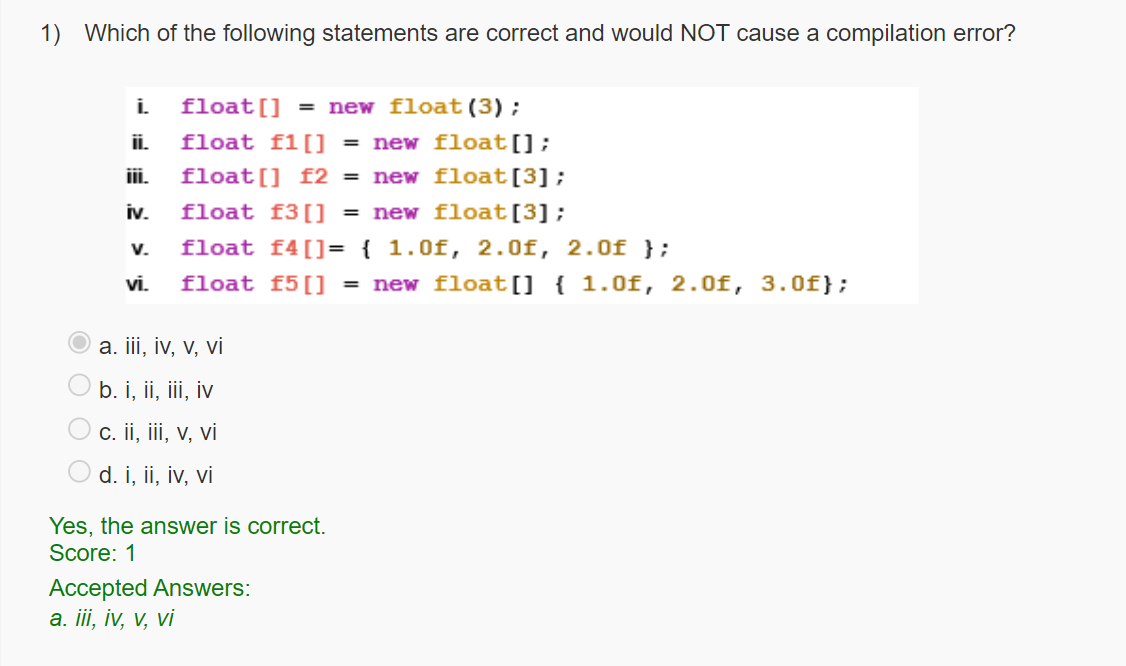 1) Which of the following statements are correct and would NOT cause a compilation error?
i. float[] = new float(3);
ii. float f1[] = new float[];
iii. float[] f2 = new float[3];
iv. float f3[] = new float[3];
v. float f4[]= { 1.0f, 2.0f, 2.0f };
vi. float f5[] = new float[] { 1.0f, 2.0f, 3.0f};
a. iii, iv, v, vi
b. i, ii, iii, iv
c. ii, iii, v, vi
d. i, ii, iv, vi
Yes, the answer is correct.
Score: 1
Accepted Answers:
a. iii, iv, v, vi